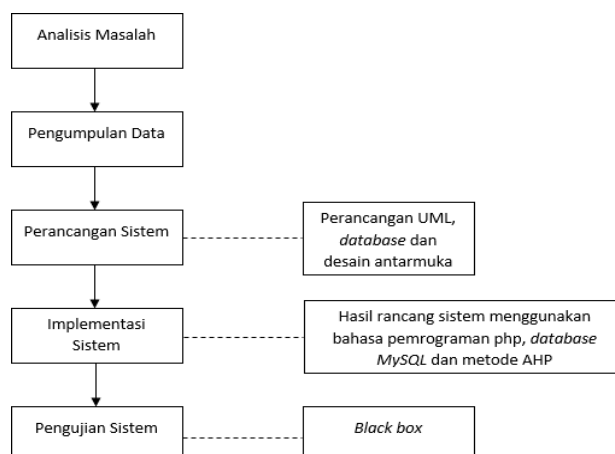 Analisis Masalah
Pengumpulan Data
Perancangan Sistem
Perancangan UML,
database dan
desain antarmuka
Implementasi
Sistem
Hasil rancang sistem menggunakan
bahasa pemrograman php, database
MySQL dan metode AHP
Pengujian Sistem
Black box